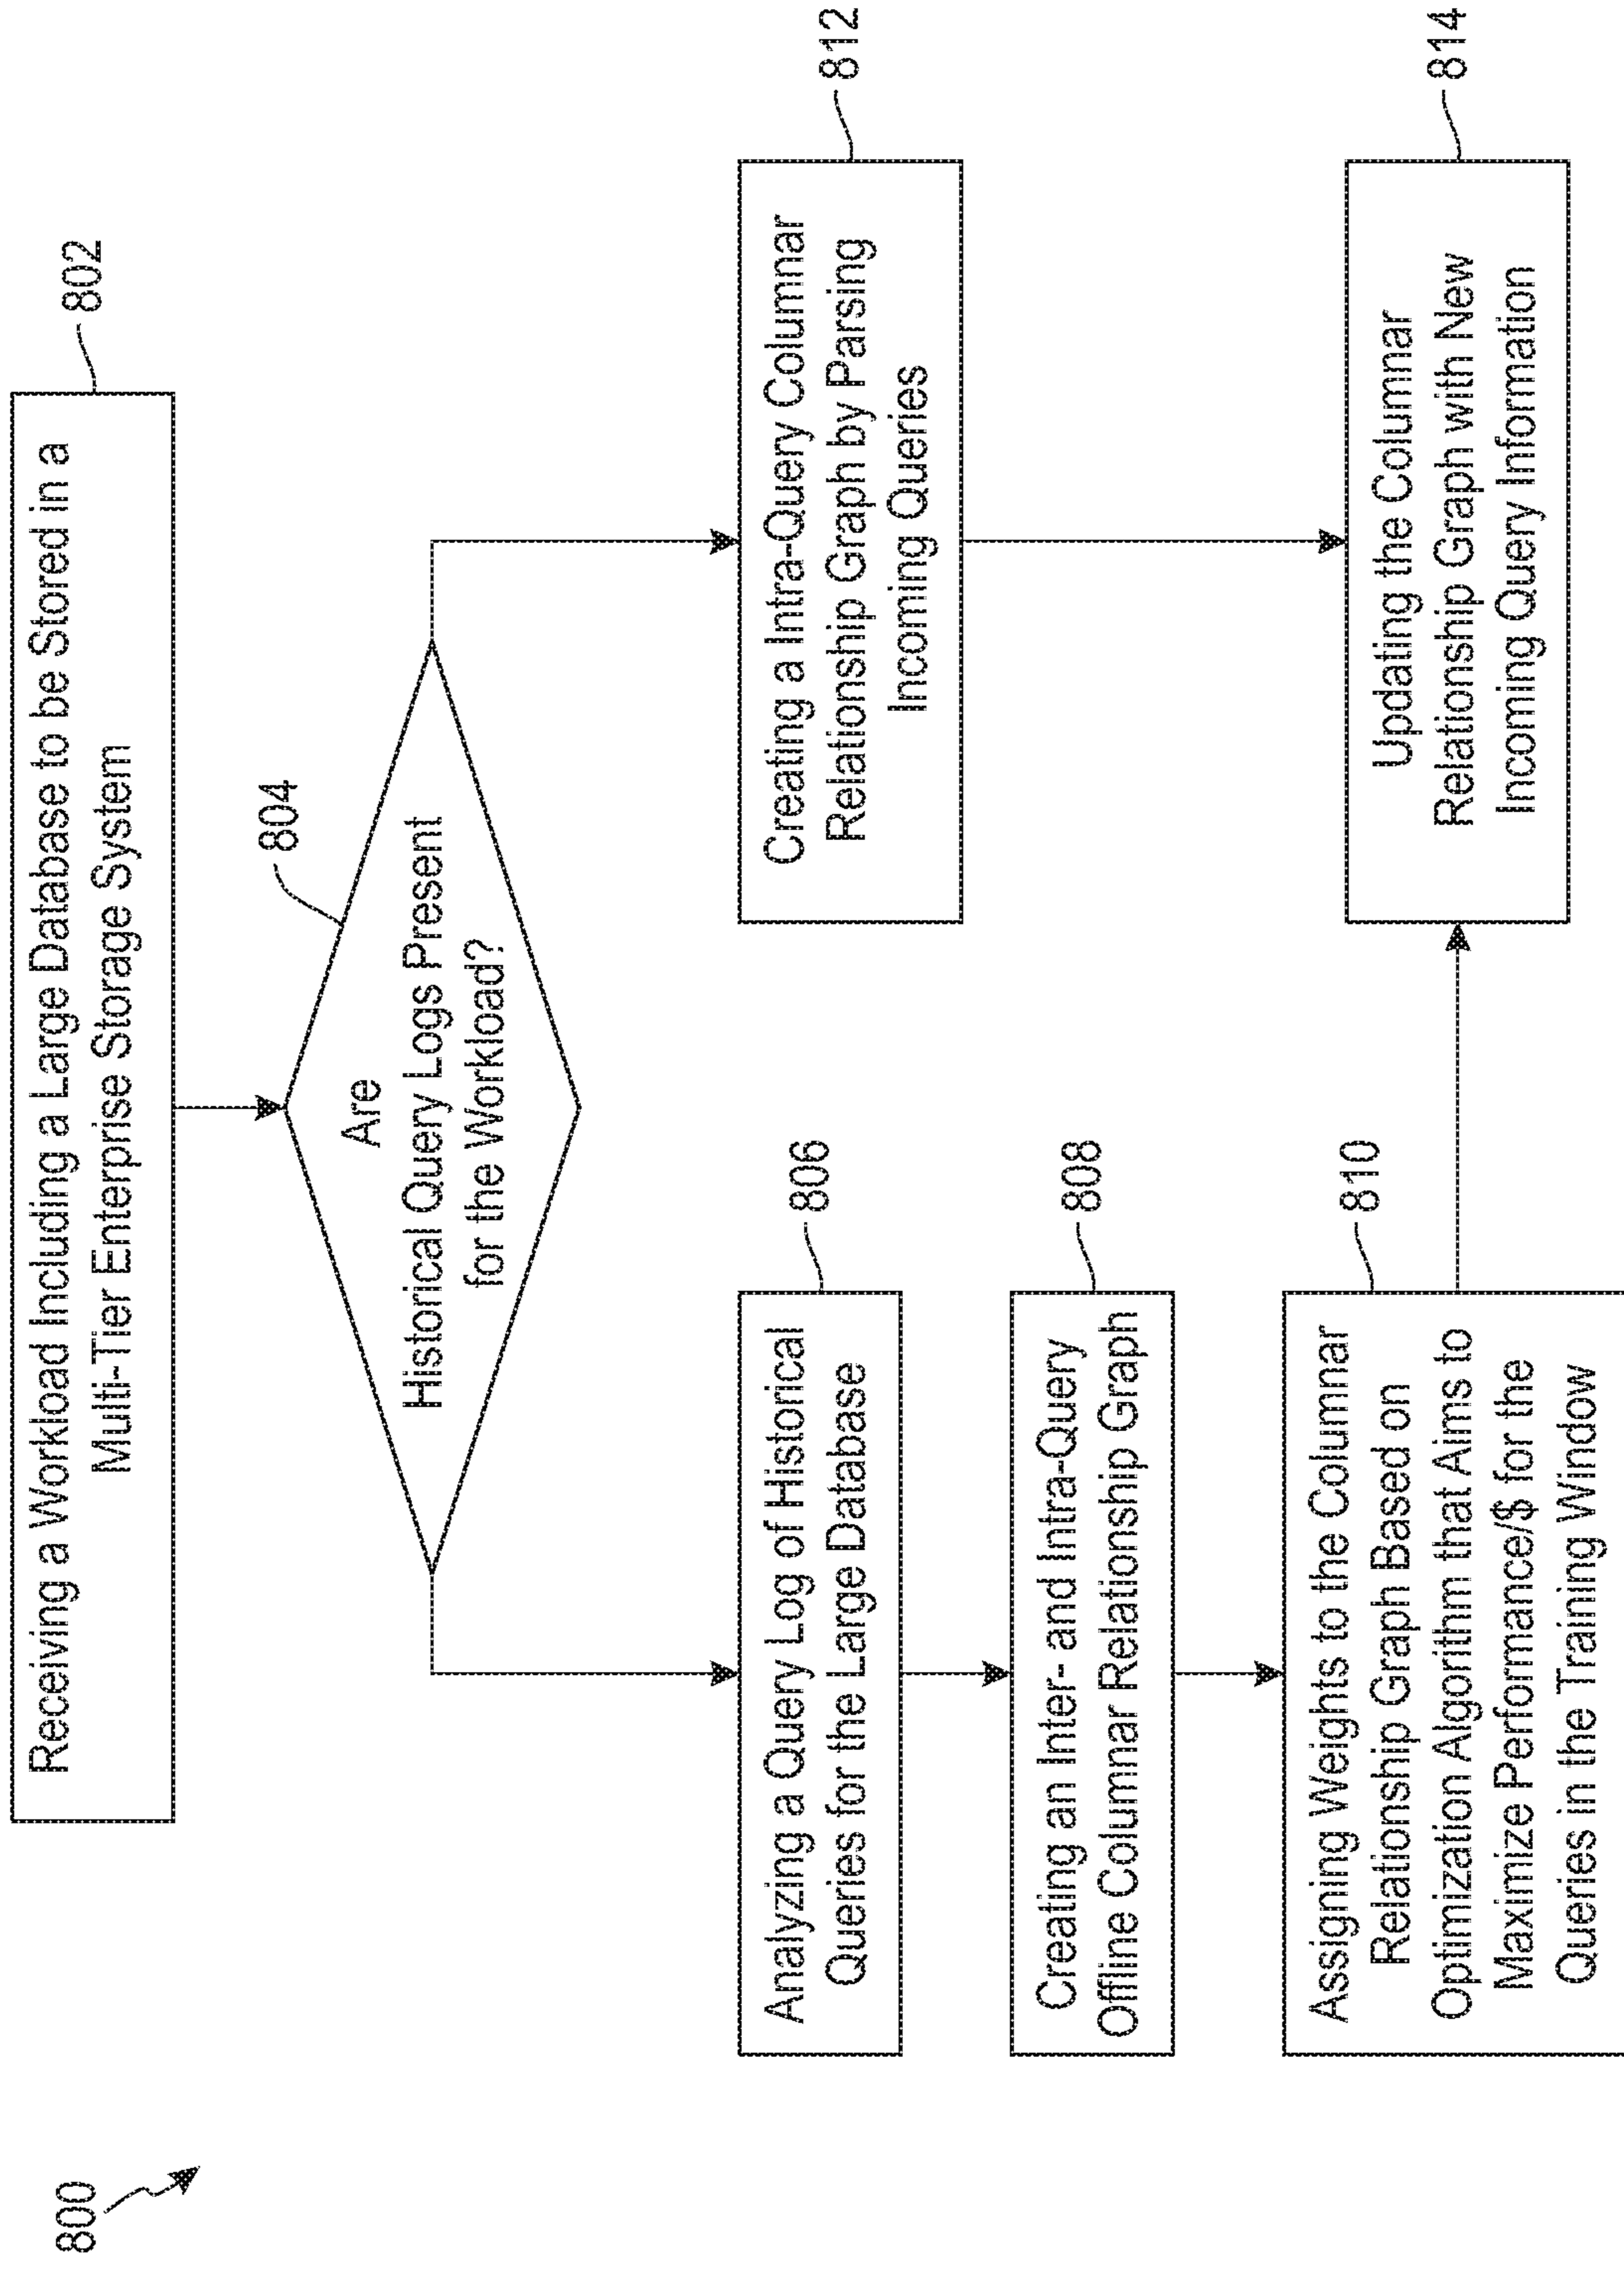 800
Receiving a Workload Including a Large Database to be Stored in a
Multi-Tier Enterprise Storage System
802
804
Are
Historical Query Logs Present
for the Workload?
Analyzing a Query Log of Historical
Queries for the Large Database
806
Creating an Inter- and Intra-Query
Offline Columnar Relationship Graph
808
Assigning Weights to the Columnar
Relationship Graph Based on
Optimization Algorithm that Aims to
Maximize Performance/$ for the
Queries in the Training Window
810
Creating a Intra-Query Columnar
Relationship Graph by Parsing
Incoming Queries
812
Updating the Columnar
Relationship Graph with New
Incoming Query Information
814